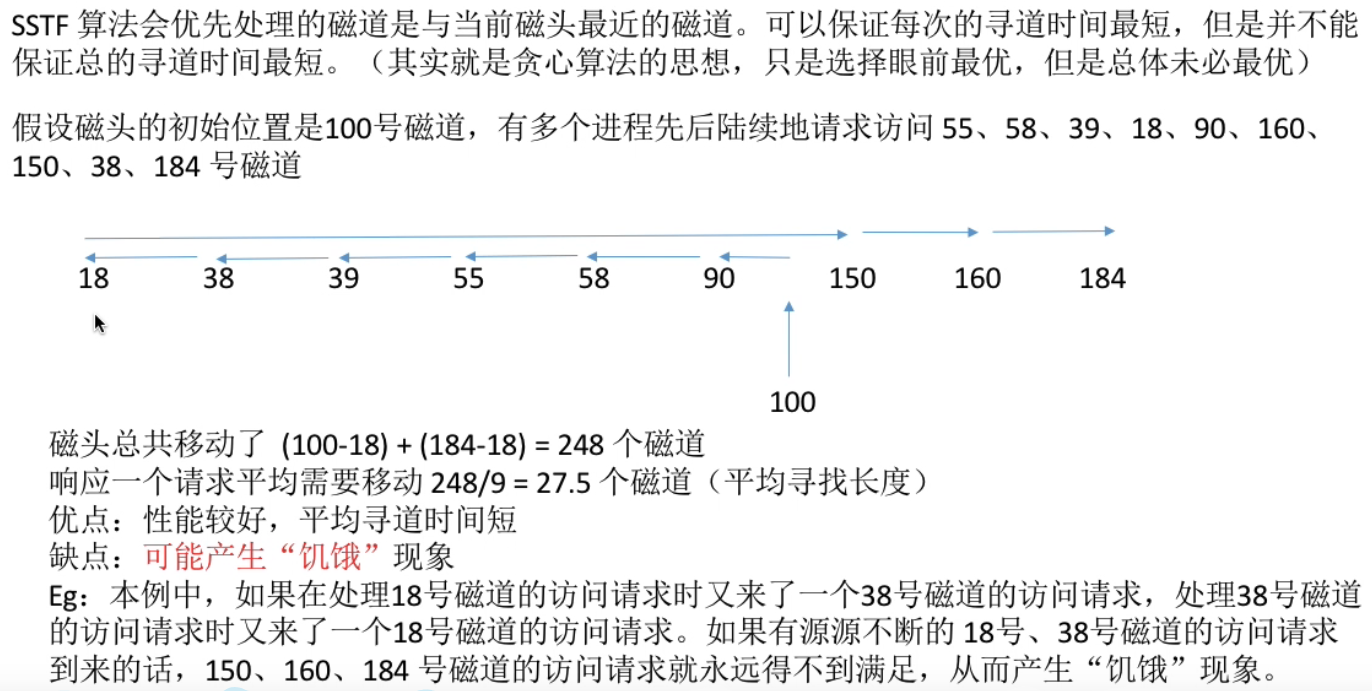 SSTF 算法会优先处理的磁道是与当前磁头最近的磁道。可以保证每次的寻道时间最短，但是并不能
保证总的寻道时间最短。（其实就是贪心算法的思想，只是选择眼前最优，但是总体未必最优）
假设磁头的初始位置是100号磁道，有多个进程先后陆续地请求访问 55、58、39、18、90、160、
150、38、184 号磁道
18 38 39 55 58 90 150 160 184
100
磁头总共移动了 (100-18) + (184-18) = 248 个磁道
响应一个请求平均需要移动 248/9 = 27.5 个磁道（平均寻找长度）
优点：性能较好，平均寻道时间短
缺点：可能产生“饥饿”现象
Eg：本例中，如果在处理18号磁道的访问请求时又来了一个38号磁道的访问请求，处理38号磁道
的访问请求时又来了一个18号磁道的访问请求。如果有源源不断的 18号、38号磁道的访问请求
到来的话，150、160、184 号磁道的访问请求就永远得不到满足，从而产生“饥饿”现象。